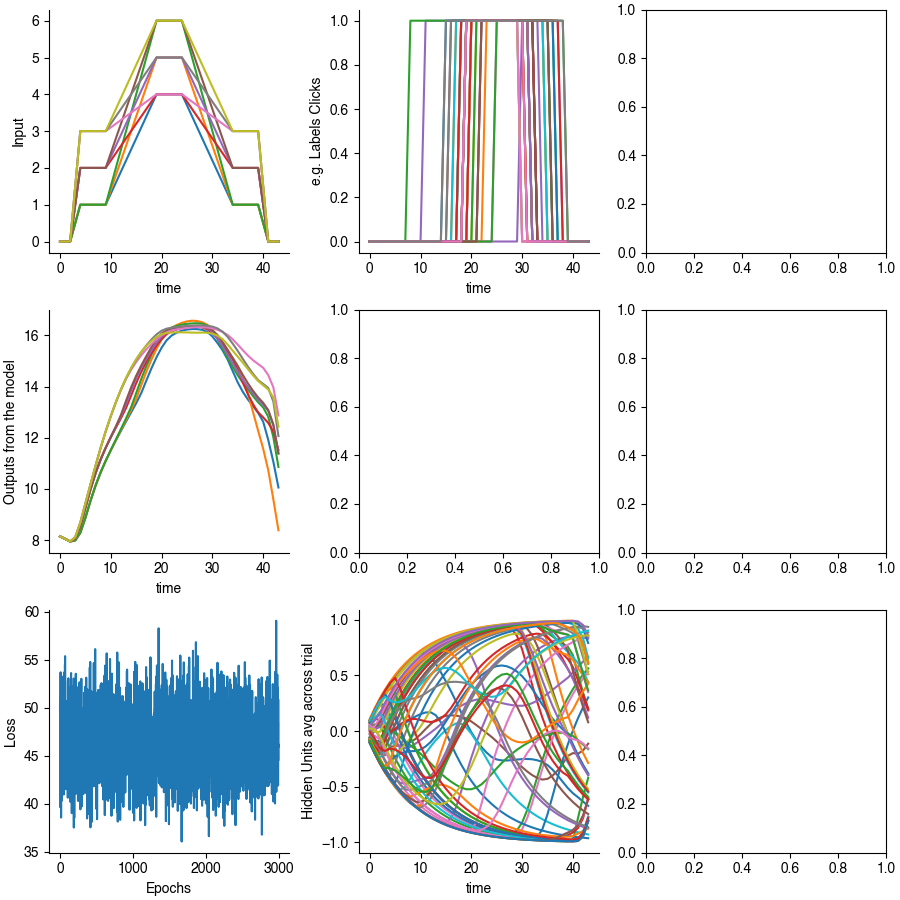 6
5
4
3
2
1
0
Input
0 10 20 30 40
time
1.0
0.8
0.6
0.4
0.2
0.0
e.g. Labels Clicks
0 10 20 30 40
time
1.0
0.8
0.6
0.4
0.2
0.0
0.0 0.2 0.4 0.6 0.8 1.0
16
14
12
10
8
Outputs from the model
0 10 20 30 40
time
1.0
0.8
0.6
0.4
0.2
0.0
0.0 0.2 0.4 0.6 0.8 1.0
1.0
0.8
0.6
0.4
0.2
0.0
0.0 0.2 0.4 0.6 0.8 1.0
60
55
50
45
40
35
Loss
0 1000 2000 3000
Epochs
1.0
0.5
0.0
−0.5
−1.0
Hidden Units avg across trial
0 10 20 30 40
time
1.0
0.8
0.6
0.4
0.2
0.0
0.0 0.2 0.4 0.6 0.8 1.0